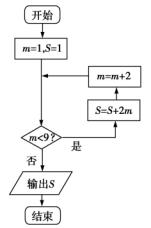 开始
m=1,S=1
m=m+2
S=S+2m
m<9?
是
否
输出S
结束